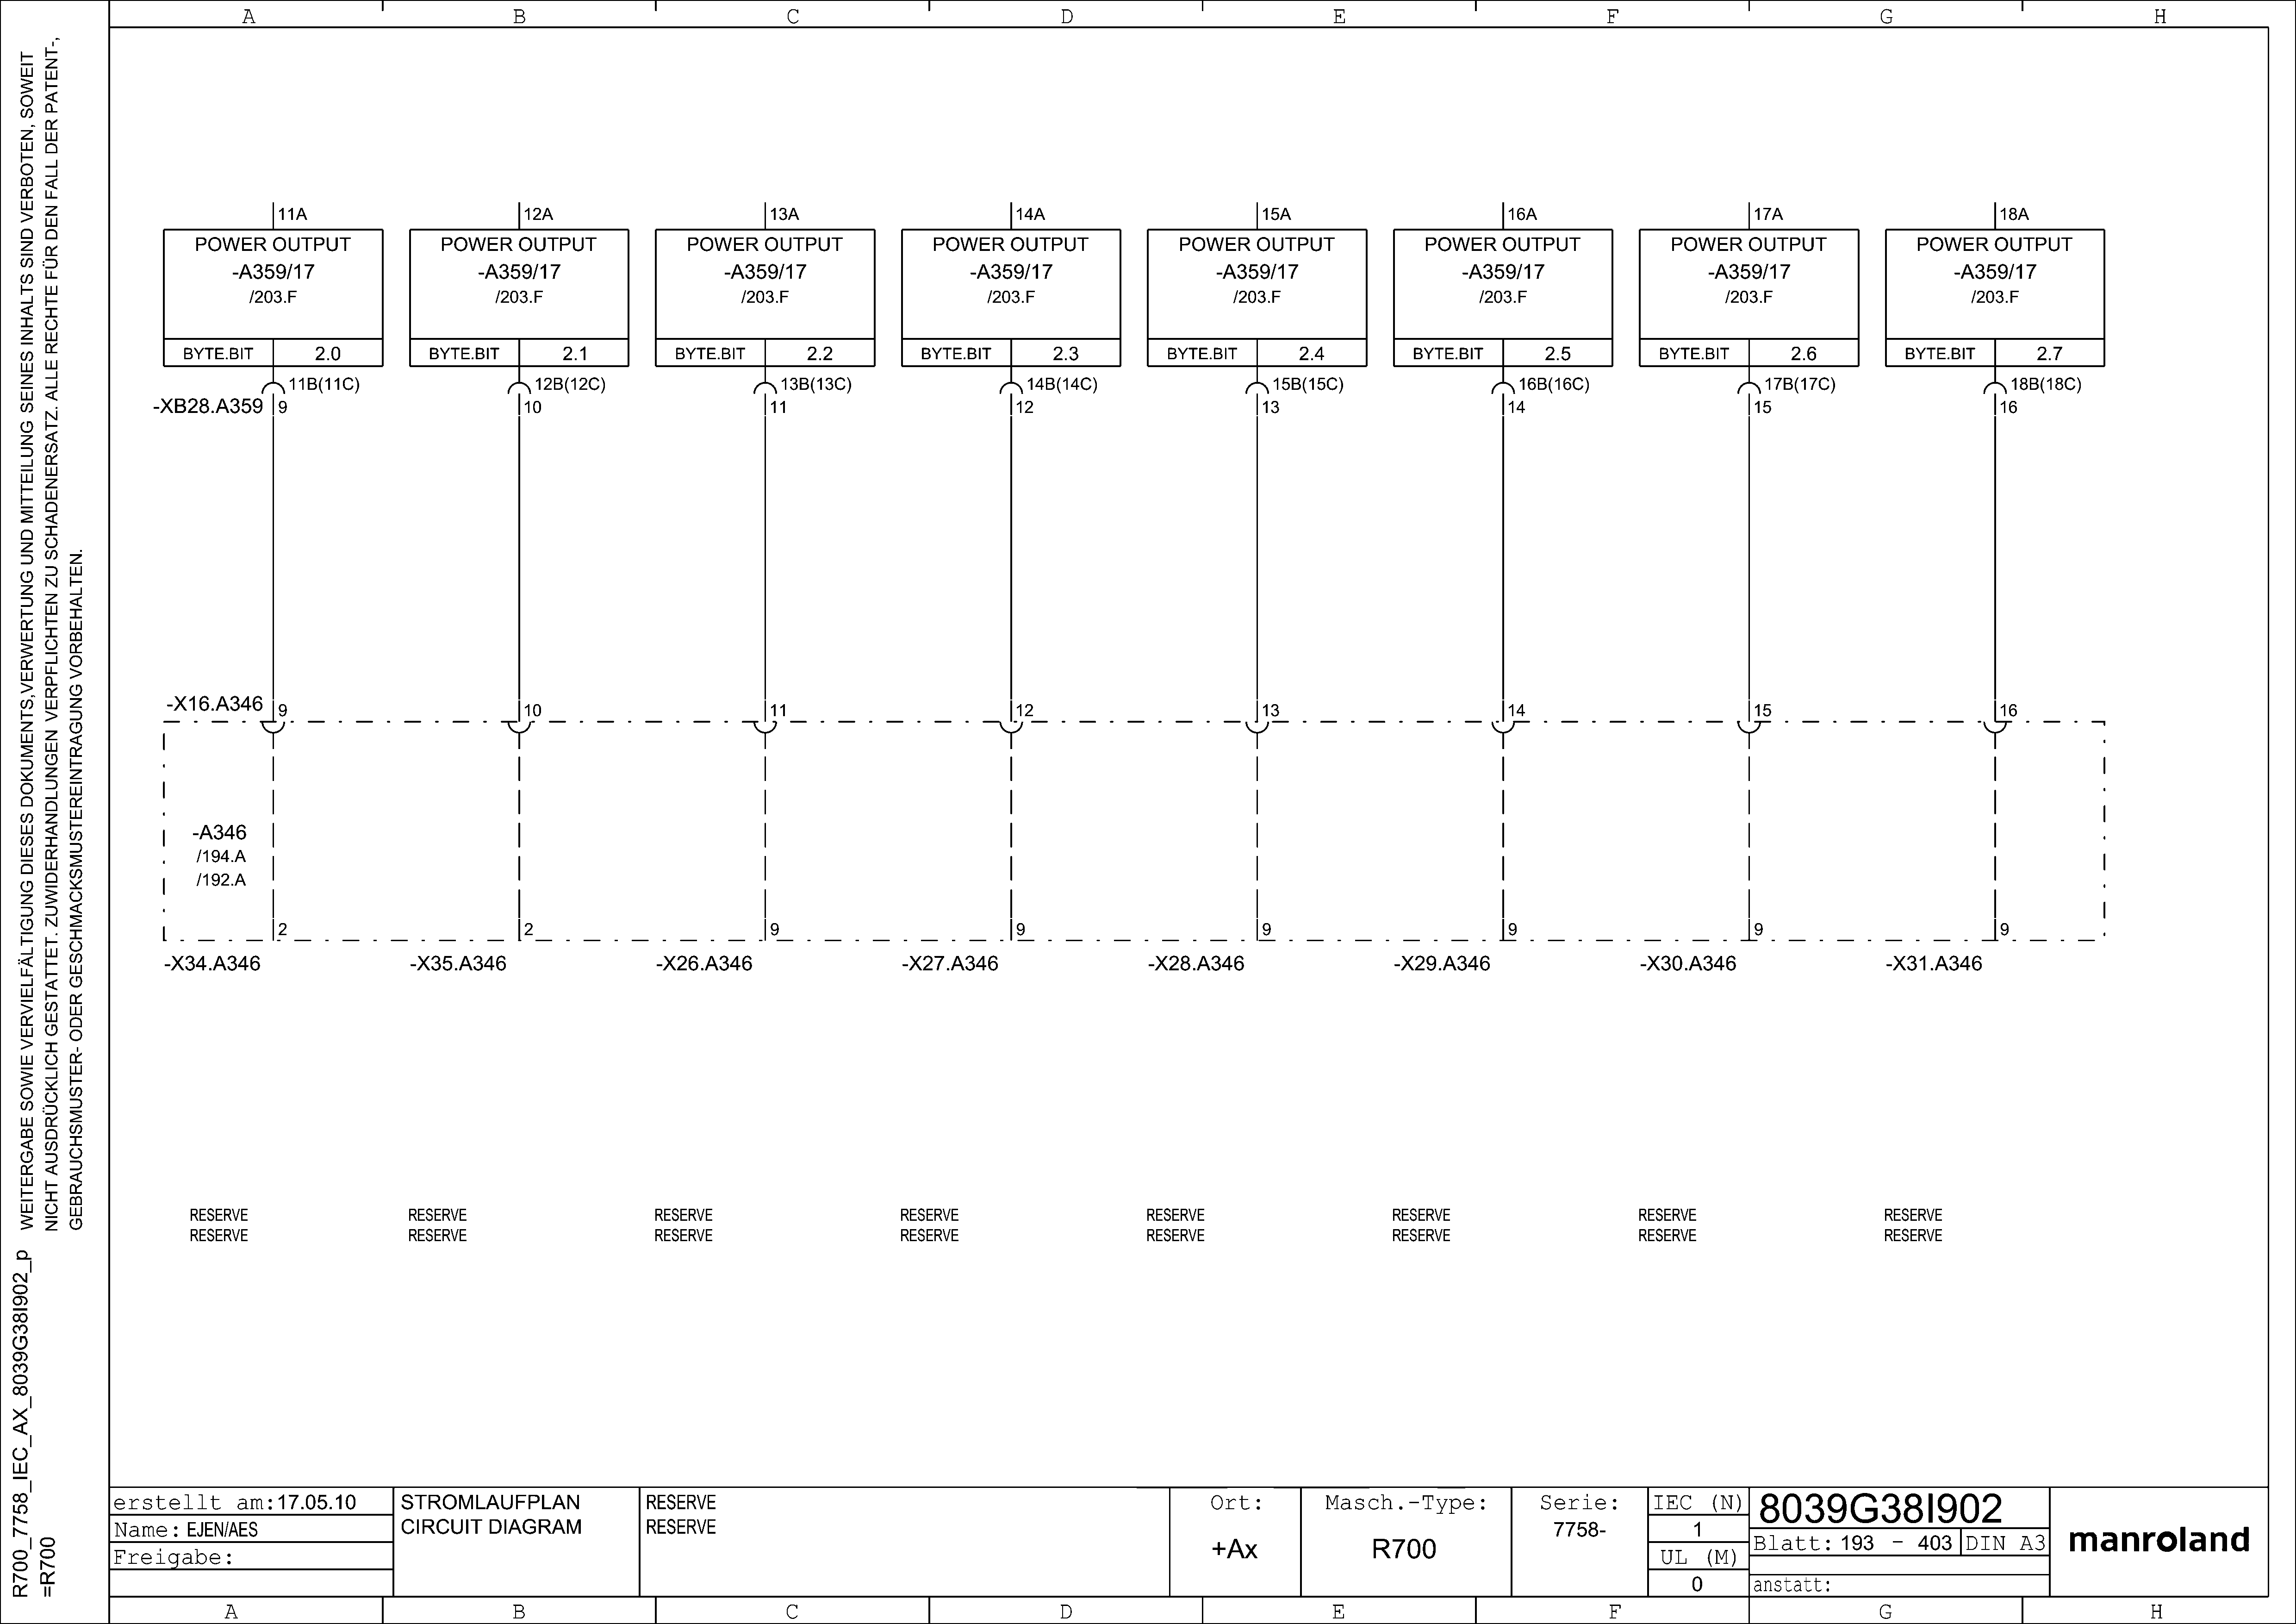 A B C D E F G H
WEITERGABE SOWIE VERVIELFÄLTIGUNG DIESES DOKUMENTS,VERWERTUNG UND MITTEILUNG SEINES INHALTS SIND VERBOTEN, SOWEIT
NICHT AUSDRÜCKLICH GESTATTET. ZUWIDERHANDLUNGEN VERPFLICHTEN ZU SCHADENERSATZ. ALLE RECHTE FÜR DEN FALL DER PATENT-,
GEBRAUCHSMUSTER- ODER GESCHMACKSMUSTEREINTRAGUNG VORBEHALTEN.
R700_7758_IEC_AX_8039G38I902_p
=R700
11A 12A 13A 14A 15A 16A 17A 18A
POWER OUTPUT POWER OUTPUT POWER OUTPUT POWER OUTPUT POWER OUTPUT POWER OUTPUT POWER OUTPUT POWER OUTPUT
-A359/17 -A359/17 -A359/17 -A359/17 -A359/17 -A359/17 -A359/17 -A359/17
/203.F /203.F /203.F /203.F /203.F /203.F /203.F /203.F
BYTE.BIT 2.0 BYTE.BIT 2.1 BYTE.BIT 2.2 BYTE.BIT 2.3 BYTE.BIT 2.4 BYTE.BIT 2.5 BYTE.BIT 2.6 BYTE.BIT 2.7
11B(11C) 12B(12C) 13B(13C) 14B(14C) 15B(15C) 16B(16C) 17B(17C) 18B(18C)
-XB28.A359 9 10 11 12 13 14 15 16
-X16.A346 9 10 11 12 13 14 15 16
-A346
/194.A
/192.A
2 2 9 9 9 9 9 9
-X34.A346 -X35.A346 -X26.A346 -X27.A346 -X28.A346 -X29.A346 -X30.A346 -X31.A346
RESERVE RESERVE RESERVE RESERVE RESERVE RESERVE RESERVE RESERVE
RESERVE RESERVE RESERVE RESERVE RESERVE RESERVE RESERVE RESERVE
erstellt am:17.05.10
Name: EJEN/AES
Freigabe:
STROMLAUFPLAN
CIRCUIT DIAGRAM
RESERVE
RESERVE
Ort:
+Ax
Masch.-Type:
R700
Serie:
7758-
IEC (N)
1
UL (M)
0
8039G38I902
Blatt: 193 - 403 DIN A3
anstatt:
manroland
A B C D E F G H